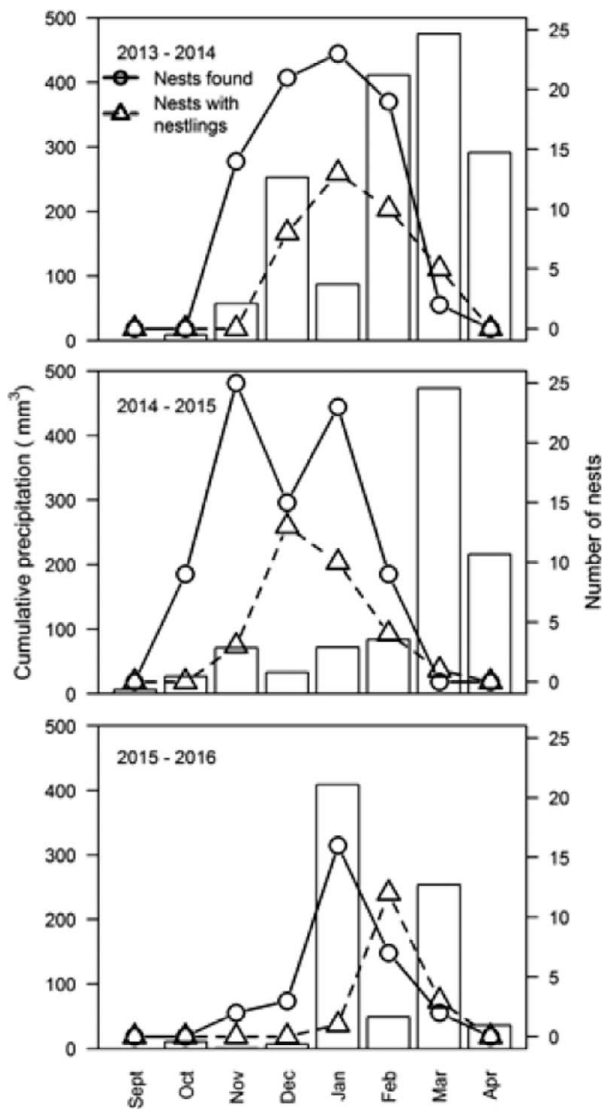 500
400
300
200
100
0
2013 - 2014
Nests found
Nests with
nestlings
25
20
15
10
5
0
500
400
300
200
100
0
2014 - 2015
25
20
15
10
5
0
500
400
300
200
100
0
2015 - 2016
25
20
15
10
5
0
Cumulative precipitation ( mm³)
Number of nests
Sept
Oct
Nov
Dec
Jan
Feb
Mar
Apr